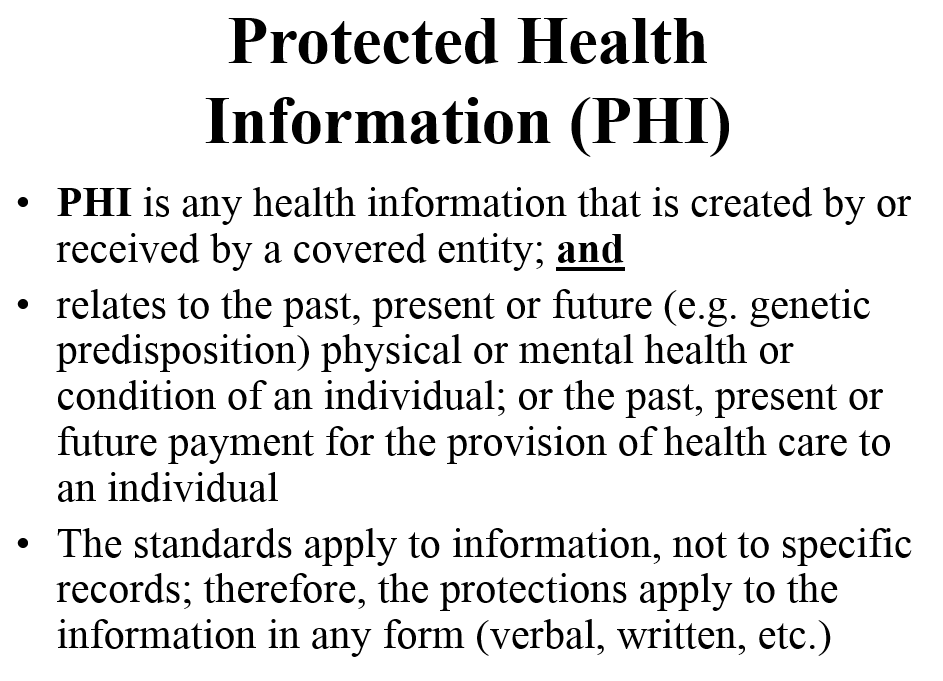 Protected Health
Information (PHI)
• PHI is any health information that is created by or
received by a covered entity; and
• relates to the past, present or future (e.g. genetic
predisposition) physical or mental health or
condition of an individual; or the past, present or
future payment for the provision of health care to
an individual
• The standards apply to information, not to specific
records; therefore, the protections apply to the
information in any form (verbal, written, etc.)